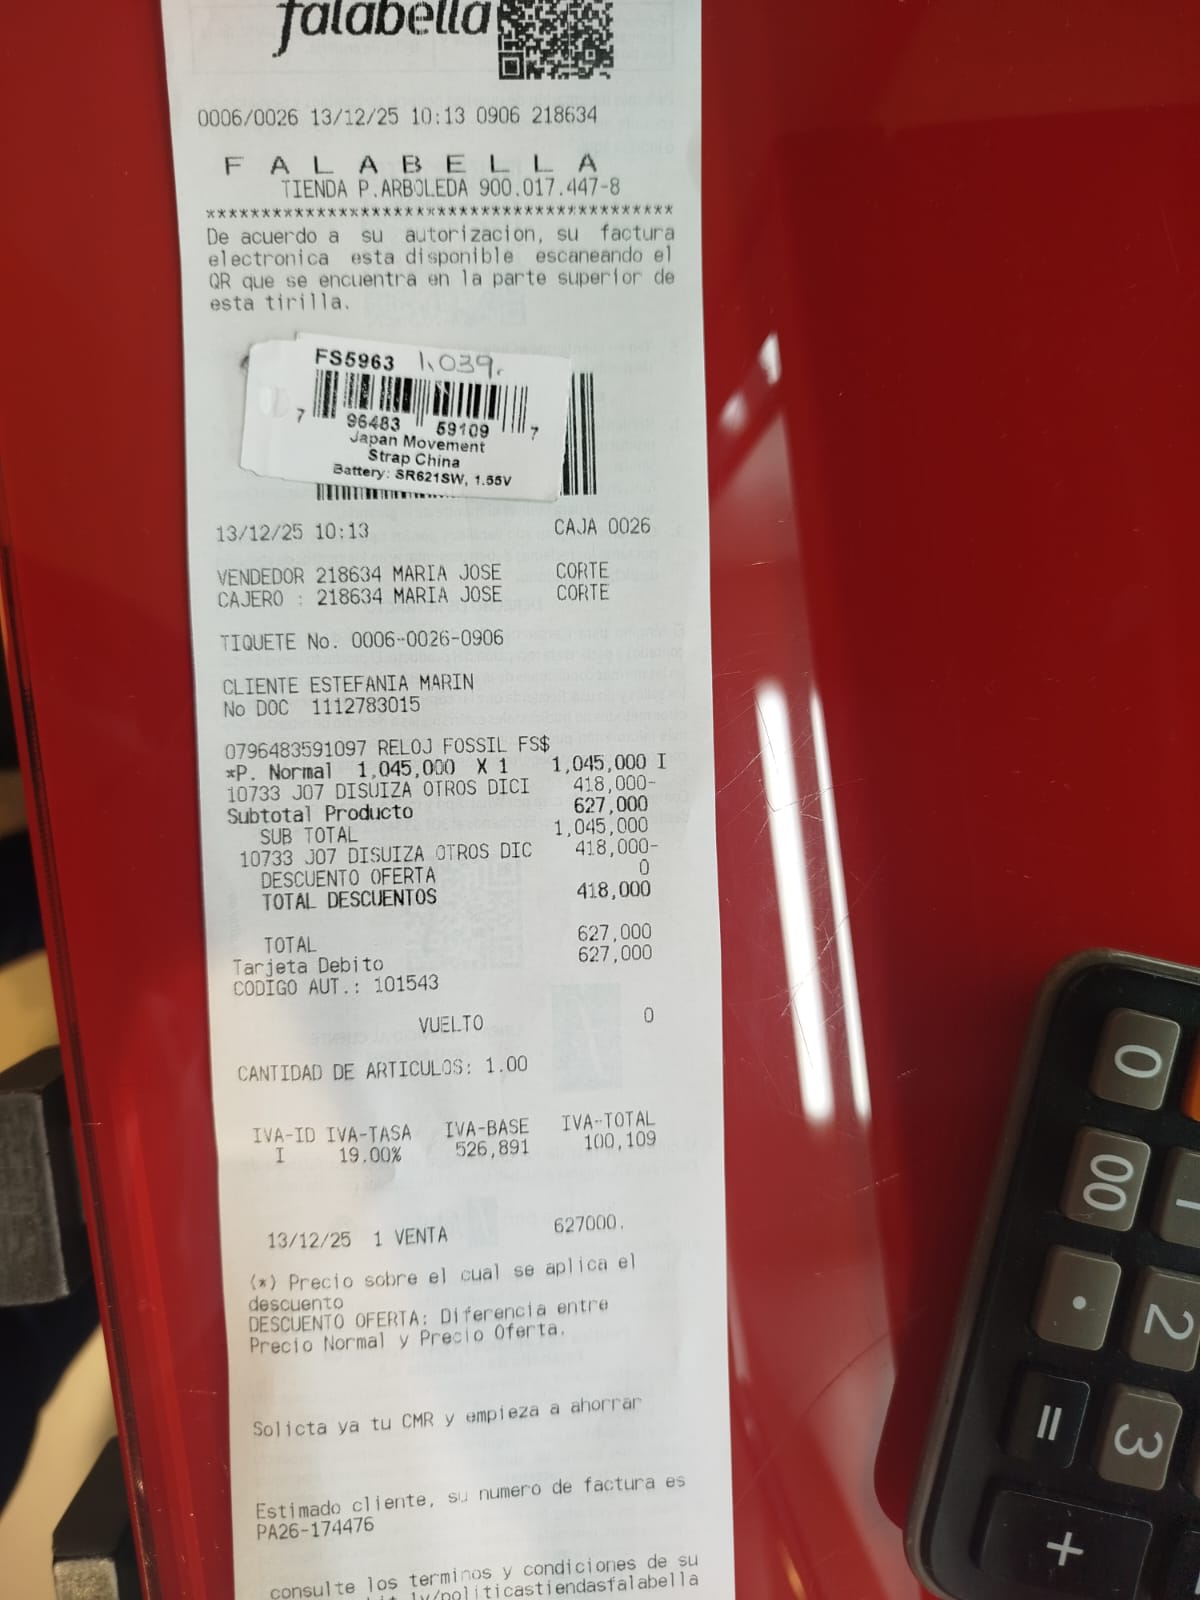 falabella
0006/0026 13/12/25 10:13 0906 218634
F A L A B E L L A
TIENDA P.ARBOLEDA 900.017.447-8
******************************************
De acuerdo a su autorizacion, su factura
electronica esta disponible escaneando el
QR que se encuentra en la parte superior de
esta tirilla.
FS5963 1,039.
7 96483 59109 7
Japan Movement
Strap China
Battery: SR621SW, 1.55V
13/12/25 10:13 CAJA 0026
VENDEDOR 218634 MARIA JOSE CORTE
CAJERO : 218634 MARIA JOSE CORTE
TIQUETE No. 0006-0026-0906
CLIENTE ESTEFANIA MARIN
No DOC 1112783015
0796483591097 RELOJ FOSSIL FS$
*P. Normal 1,045,000 X 1 1,045,000 I
10733 J07 DISUIZA OTROS DICI 418,000-
Subtotal Producto 627,000
SUB TOTAL 1,045,000
10733 J07 DISUIZA OTROS DIC 418,000-
DESCUENTO OFERTA 0
TOTAL DESCUENTOS 418,000
TOTAL 627,000
Tarjeta Debito 627,000
CODIGO AUT.: 101543
VUELTO 0
CANTIDAD DE ARTICULOS: 1.00
IVA-ID IVA-TASA IVA-BASE IVA-TOTAL
I 19.00% 526,891 100,109
13/12/25 1 VENTA 627000.
(*) Precio sobre el cual se aplica el
descuento
DESCUENTO OFERTA: Diferencia entre
Precio Normal y Precio Oferta.
Solicta ya tu CMR y empieza a ahorrar
Estimado cliente, su numero de factura es
PA26-174476
consulte los terminos y condiciones de su
ly/politicastiendasfalabella
0
00
.
2
=
3
+